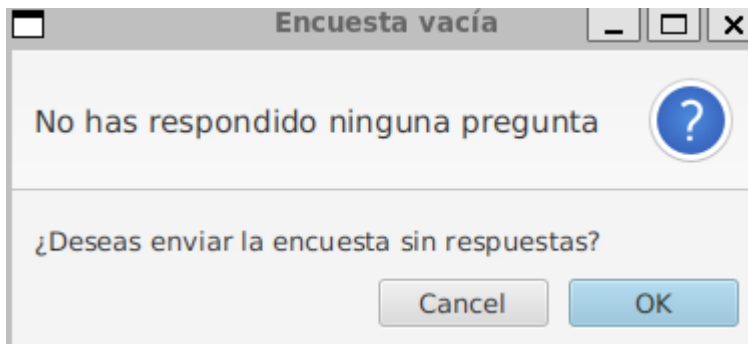 Encuesta vacía
No has respondido ninguna pregunta
?
¿Deseas enviar la encuesta sin respuestas?
Cancel OK